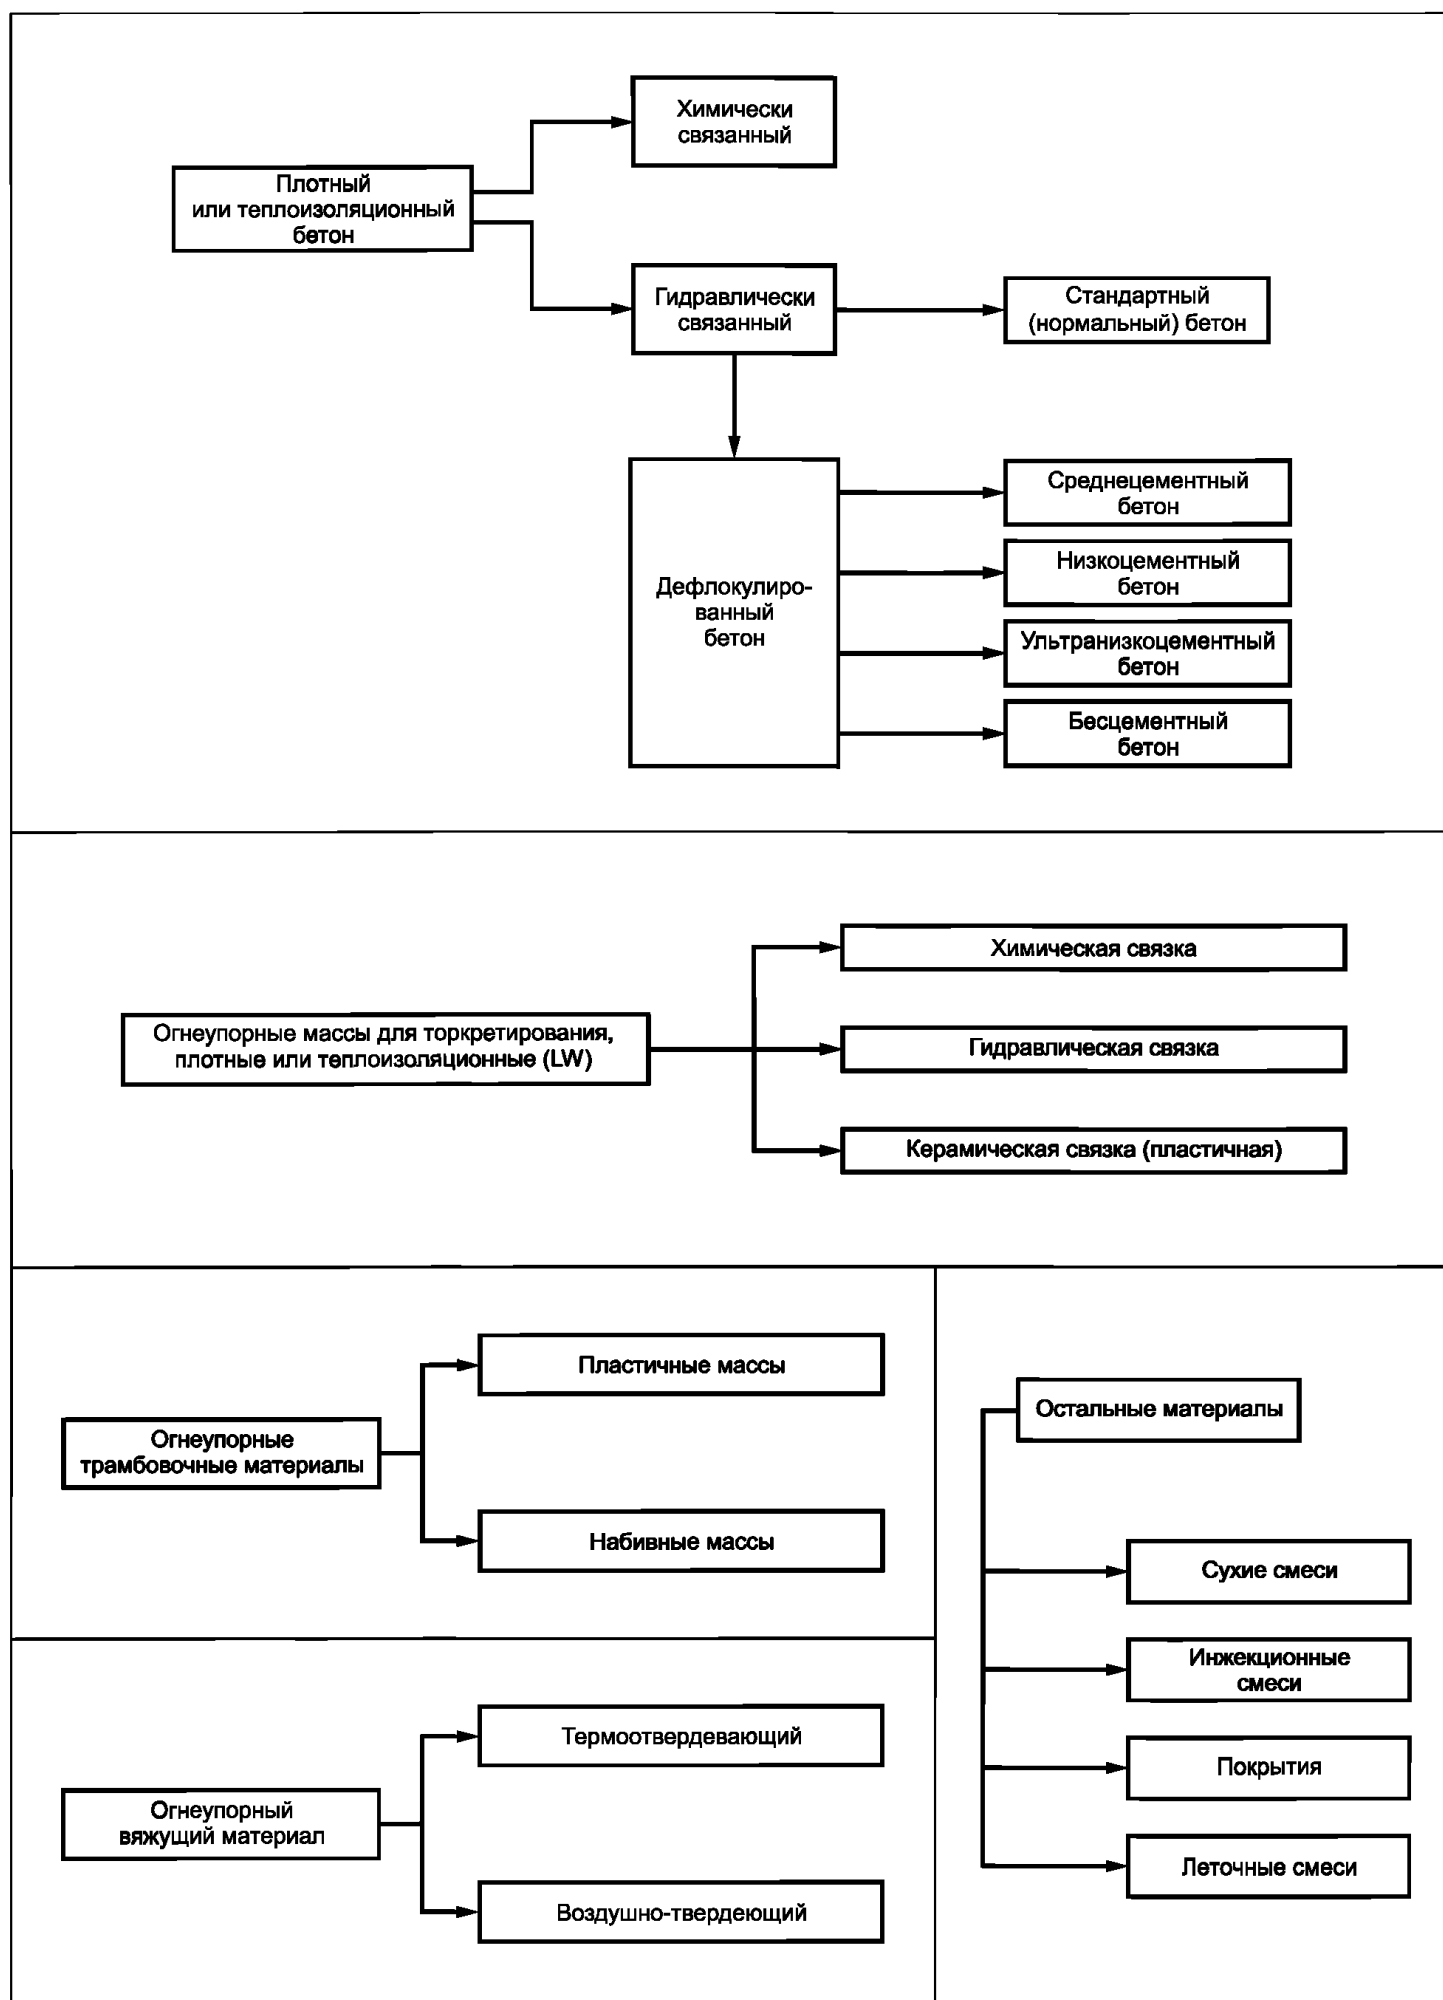 Химически
связанный
Плотный
или теплоизоляционный
бетон
Гидравлически
связанный
Стандартный
(нормальный) бетон
Среднецементный
бетон
Низкоцементный
бетон
Дефлокулиро-
ванный
бетон
Ультранизкоцементный
бетон
Бесцементный
бетон
Химическая связка
Огнеупорные массы для торкретирования,
плотные или теплоизоляционные (LW)
Гидравлическая связка
Керамическая связка (пластичная)
Пластичные массы
Огнеупорные
трамбовочные материалы
Набивные массы
Термоотвердевающий
Огнеупорный
вяжущий материал
Воздушно-твердеющий
Остальные материалы
Сухие смеси
Инжекционные
смеси
Покрытия
Леточные смеси